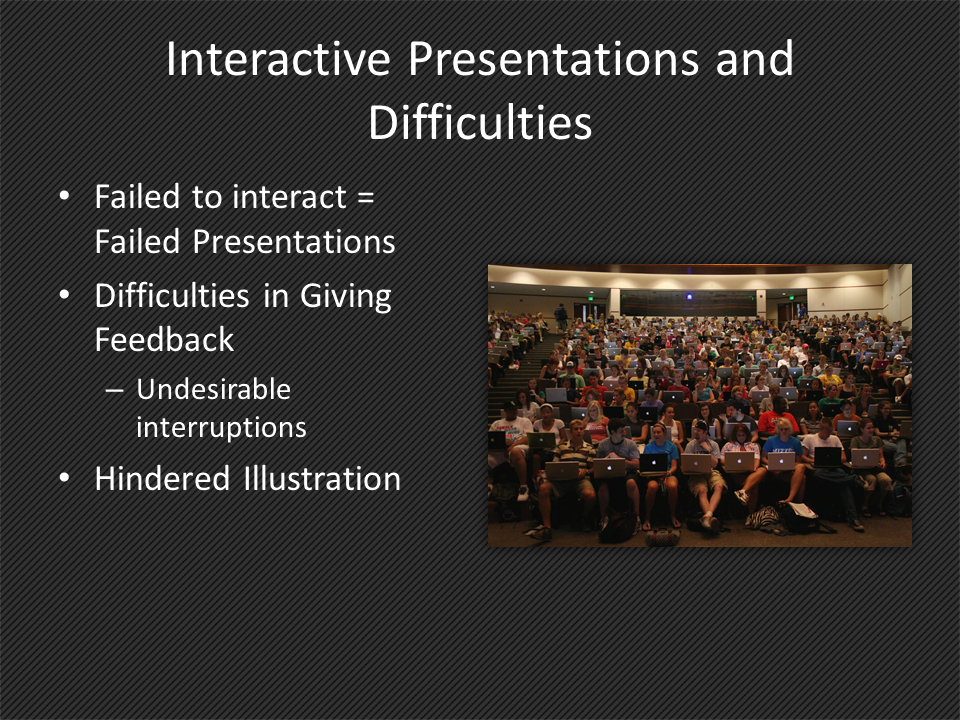 Interactive Presentations and
Difficulties
• Failed to interact =
Failed Presentations
• Difficulties in Giving
Feedback
– Undesirable
interruptions
• Hindered Illustration